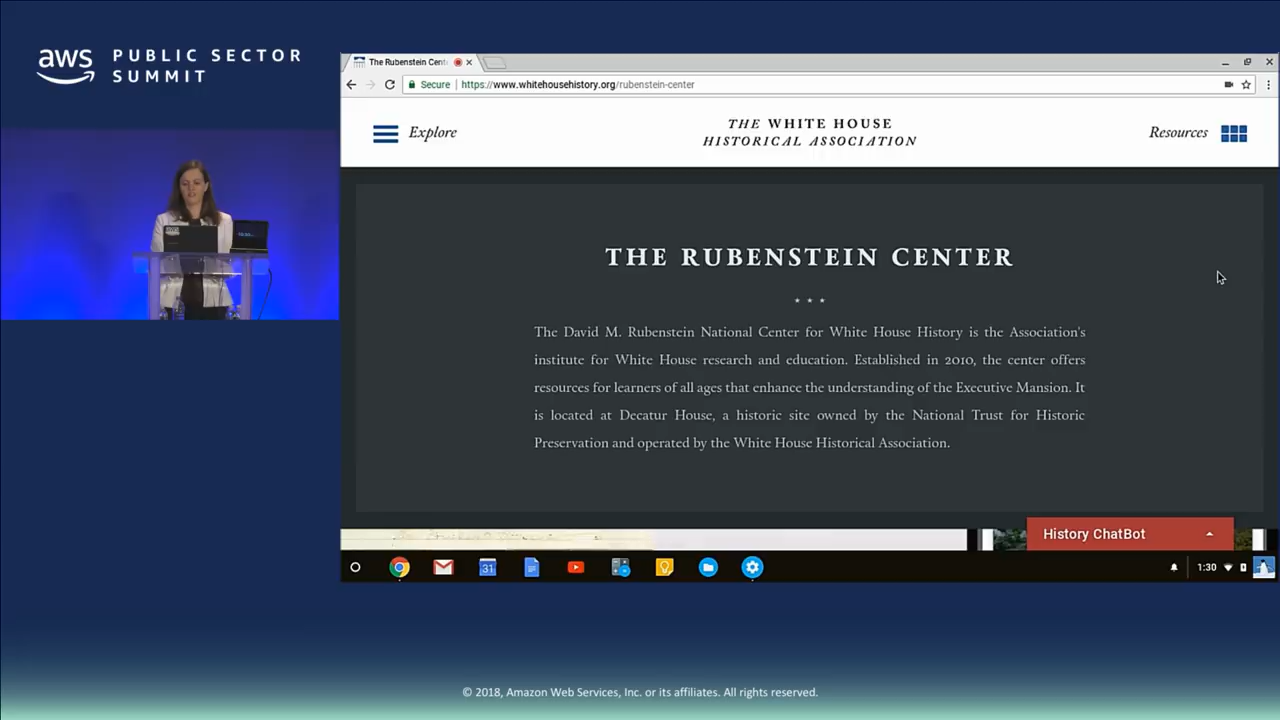 aws PUBLIC SECTOR
SUMMIT
The Rubenstein Cent
Secure | https://www.whitehousehistory.org/rubenstein-center
Explore
THE WHITE HOUSE
HISTORICAL ASSOCIATION
Resources
THE RUBENSTEIN CENTER
The David M. Rubenstein National Center for White House History is the Association's
institute for White House research and education. Established in 2010, the center offers
resources for learners of all ages that enhance the understanding of the Executive Mansion. It
is located at Decatur House, a historic site owned by the National Trust for Historic
Preservation and operated by the White House Historical Association.
History ChatBot
31
1:30
© 2018, Amazon Web Services, Inc. or its affiliates. All rights reserved.